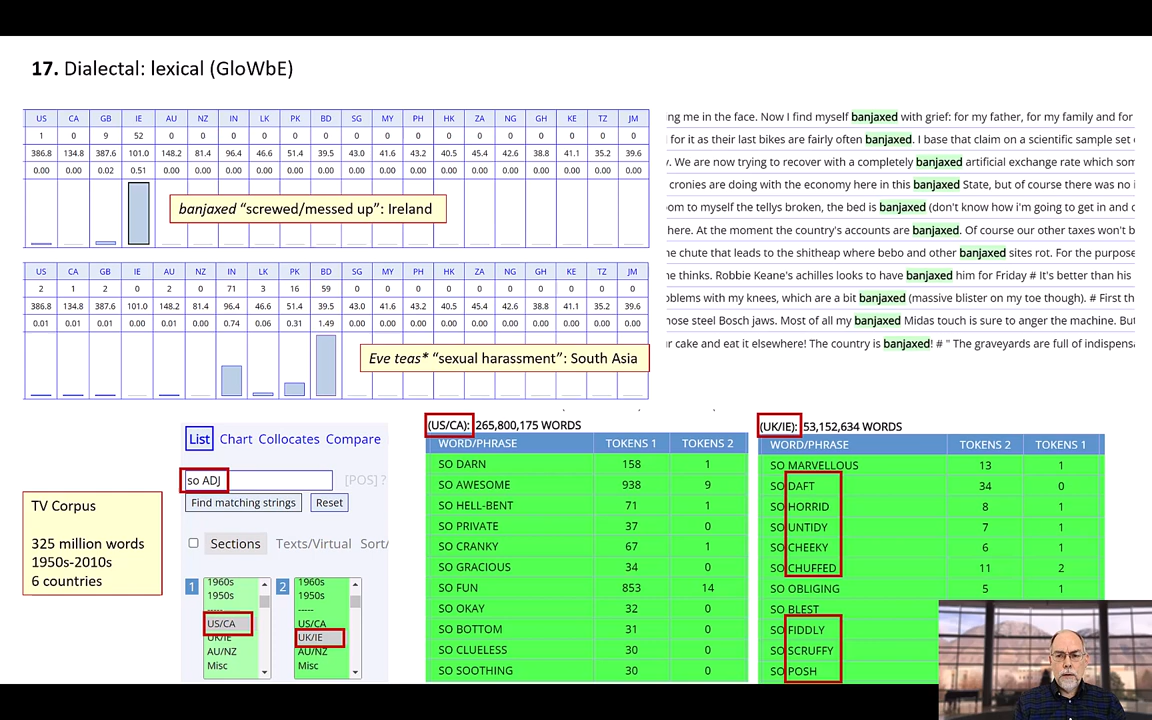 17. Dialectal: lexical (GloWbE)
US CA GB IE AU NZ IN LK PK BD SG MY PH HK ZA NG GH KE TZ JM
1 0 9 52 0 0 0 0 0 0 0 0 0 0 0 0 0 0 0 0
386.8 134.8 387.6 101.0 148.2 81.4 96.4 46.6 51.4 39.5 43.0 41.6 43.2 40.5 45.4 42.6 38.8 41.1 35.2 39.6
0.00 0.00 0.02 0.51 0.00 0.00 0.00 0.00 0.00 0.00 0.00 0.00 0.00 0.00 0.00 0.00 0.00 0.00 0.00 0.00
banjaxed “screwed/messed up”: Ireland
US CA GB IE AU NZ IN LK PK BD SG MY PH HK ZA NG GH KE TZ JM
2 1 2 0 2 0 71 3 16 59 0 0 0 0 0 0 0 0 0 0
386.8 134.8 387.6 101.0 148.2 81.4 96.4 46.6 51.4 39.5 43.0 41.6 43.2 40.5 45.4 42.6 38.8 41.1 35.2 39.6
0.01 0.01 0.01 0.00 0.01 0.00 0.74 0.06 0.31 1.49 0.00 0.00 0.00 0.00 0.00 0.00 0.00 0.00 0.00 0.00
Eve teas* “sexual harassment”: South Asia
ing me in the face. Now I find myself banjaxed with grief: for my father, for my family and for
for it as their last bikes are fairly often banjaxed. I base that claim on a scientific sample set
. We are now trying to recover with a completely banjaxed artificial exchange rate which som
cronies are doing with the economy here in this banjaxed State, but of course there was no i
om to myself the tellys broken, the bed is banjaxed (don't know how i'm going to get in and
here. At the moment the country's accounts are banjaxed. Of course our other taxes won't b
he chute that leads to the shitheap where bebo and other banjaxed sites rot. For the purpose
he thinks. Robbie Keane's achilles looks to have banjaxed him for Friday # It's better than his
oblems with my knees, which are a bit banjaxed (massive blister on my toe though). # First th
hose steel Bosch jaws. Most of all my banjaxed Midas touch is sure to anger the machine. But
r cake and eat it elsewhere! The country is banjaxed! # " The graveyards are full of indispens
TV Corpus
325 million words
1950s-2010s
6 countries
List Chart Collocates Compare
so ADJ [POS] ?
Find matching strings Reset
Sections Texts/Virtual Sort/
1 2
1960s 1960s
1950s 1950s
----- -----
US/CA US/CA
UK/IE UK/IE
AU/NZ AU/NZ
Misc Misc
(US/CA): 265,800,175 WORDS
WORD/PHRASE TOKENS 1 TOKENS 2
SO DARN 158 1
SO AWESOME 938 9
SO HELL-BENT 71 1
SO PRIVATE 37 0
SO CRANKY 67 1
SO GRACIOUS 34 0
SO FUN 853 14
SO OKAY 32 0
SO BOTTOM 31 0
SO CLUELESS 30 0
SO SOOTHING 30 0
(UK/IE): 53,152,634 WORDS
WORD/PHRASE TOKENS 2 TOKENS 1
SO MARVELLOUS 13 1
SO DAFT 34 0
SO HORRID 8 1
SO UNTIDY 7 1
SO CHEEKY 6 1
SO CHUFFED 11 2
SO OBLIGING 5 1
SO BLEST
SO FIDDLY
SO SCRUFFY
SO POSH